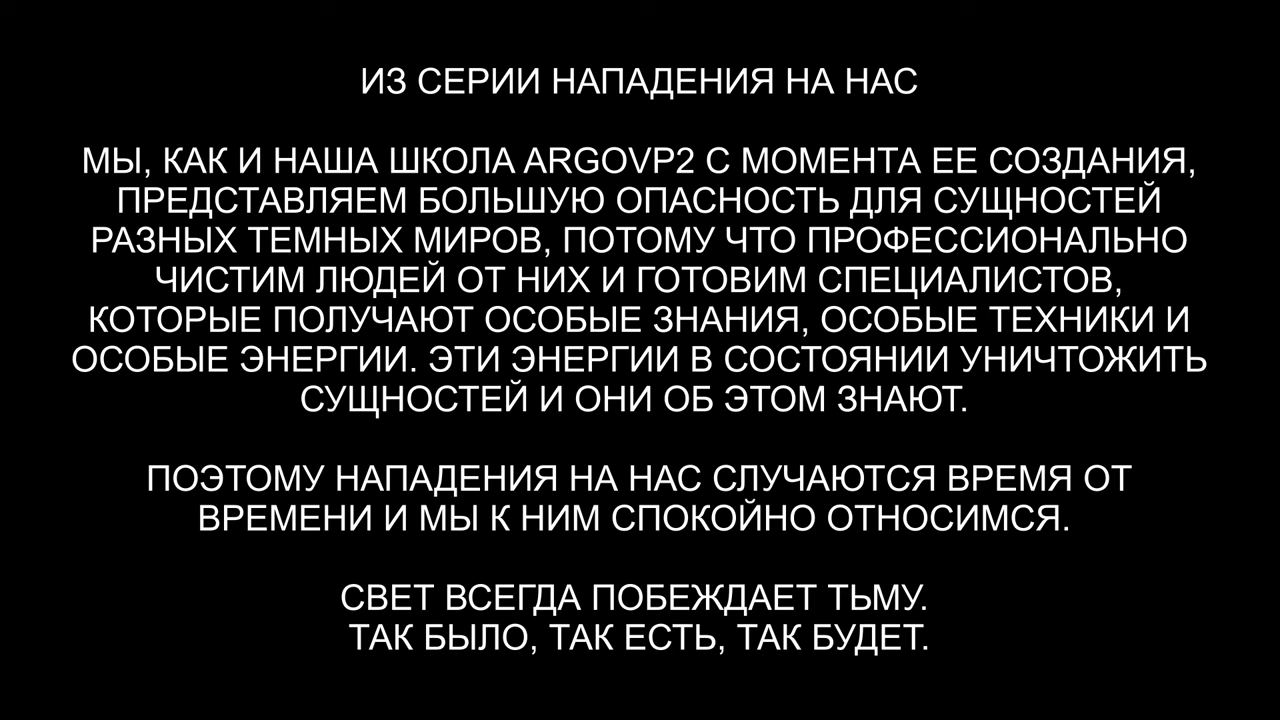 ИЗ СЕРИИ НАПАДЕНИЯ НА НАС
МЫ, КАК И НАША ШКОЛА ARGOVP2 С МОМЕНТА ЕЕ СОЗДАНИЯ,
ПРЕДСТАВЛЯЕМ БОЛЬШУЮ ОПАСНОСТЬ ДЛЯ СУЩНОСТЕЙ
РАЗНЫХ ТЕМНЫХ МИРОВ, ПОТОМУ ЧТО ПРОФЕССИОНАЛЬНО
ЧИСТИМ ЛЮДЕЙ ОТ НИХ И ГОТОВИМ СПЕЦИАЛИСТОВ,
КОТОРЫЕ ПОЛУЧАЮТ ОСОБЫЕ ЗНАНИЯ, ОСОБЫЕ ТЕХНИКИ И
ОСОБЫЕ ЭНЕРГИИ. ЭТИ ЭНЕРГИИ В СОСТОЯНИИ УНИЧТОЖИТЬ
СУЩНОСТЕЙ И ОНИ ОБ ЭТОМ ЗНАЮТ.
ПОЭТОМУ НАПАДЕНИЯ НА НАС СЛУЧАЮТСЯ ВРЕМЯ ОТ
ВРЕМЕНИ И МЫ К НИМ СПОКОЙНО ОТНОСИМСЯ.
СВЕТ ВСЕГДА ПОБЕЖДАЕТ ТЬМУ.
ТАК БЫЛО, ТАК ЕСТЬ, ТАК БУДЕТ.